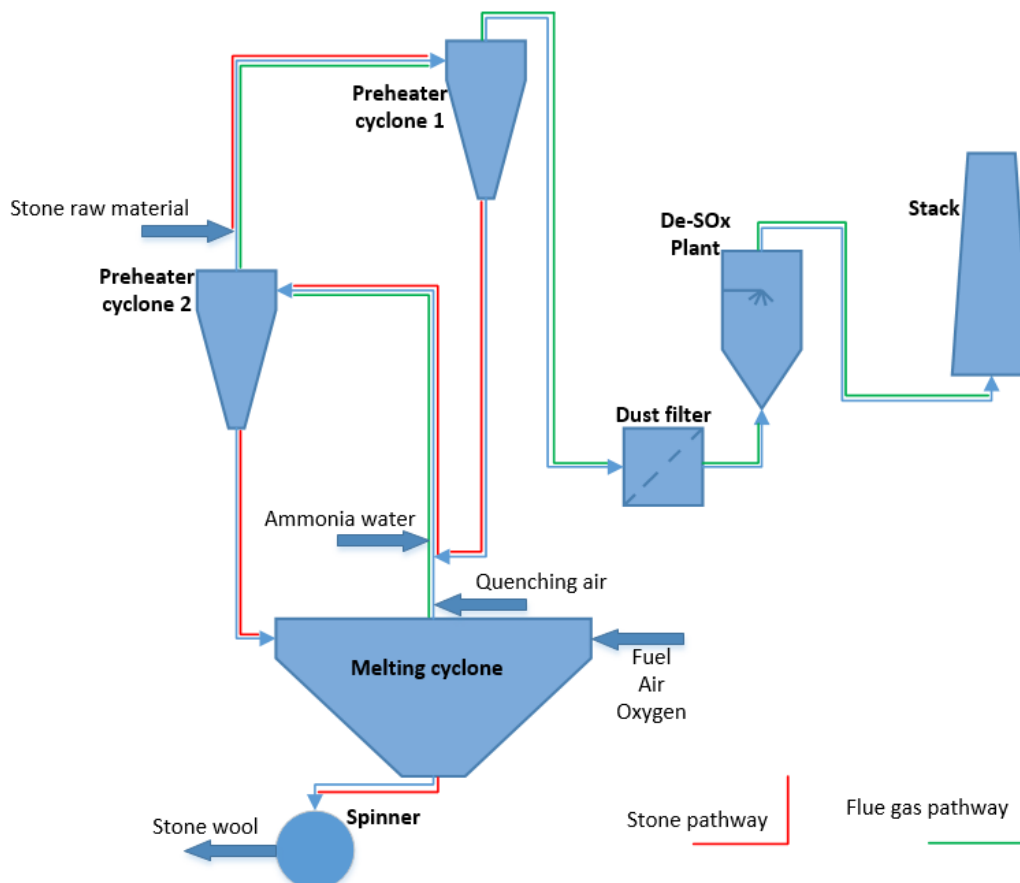 Preheater
cyclone 1
Stone raw material
De-SOx
Plant
Stack
Preheater
cyclone 2
Dust filter
Ammonia water
Quenching air
Melting cyclone
Fuel
Air
Oxygen
Spinner
Stone wool
Stone pathway
Flue gas pathway